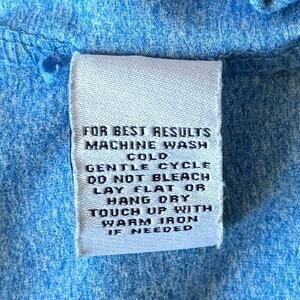 FOR BEST RESULTS
MACHINE WASH
COLD
GENTLE CYCLE
DO NOT BLEACH
LAY FLAT OR
HANG DRY
TOUCH UP WITH
WARM IRON
IF NEEDED